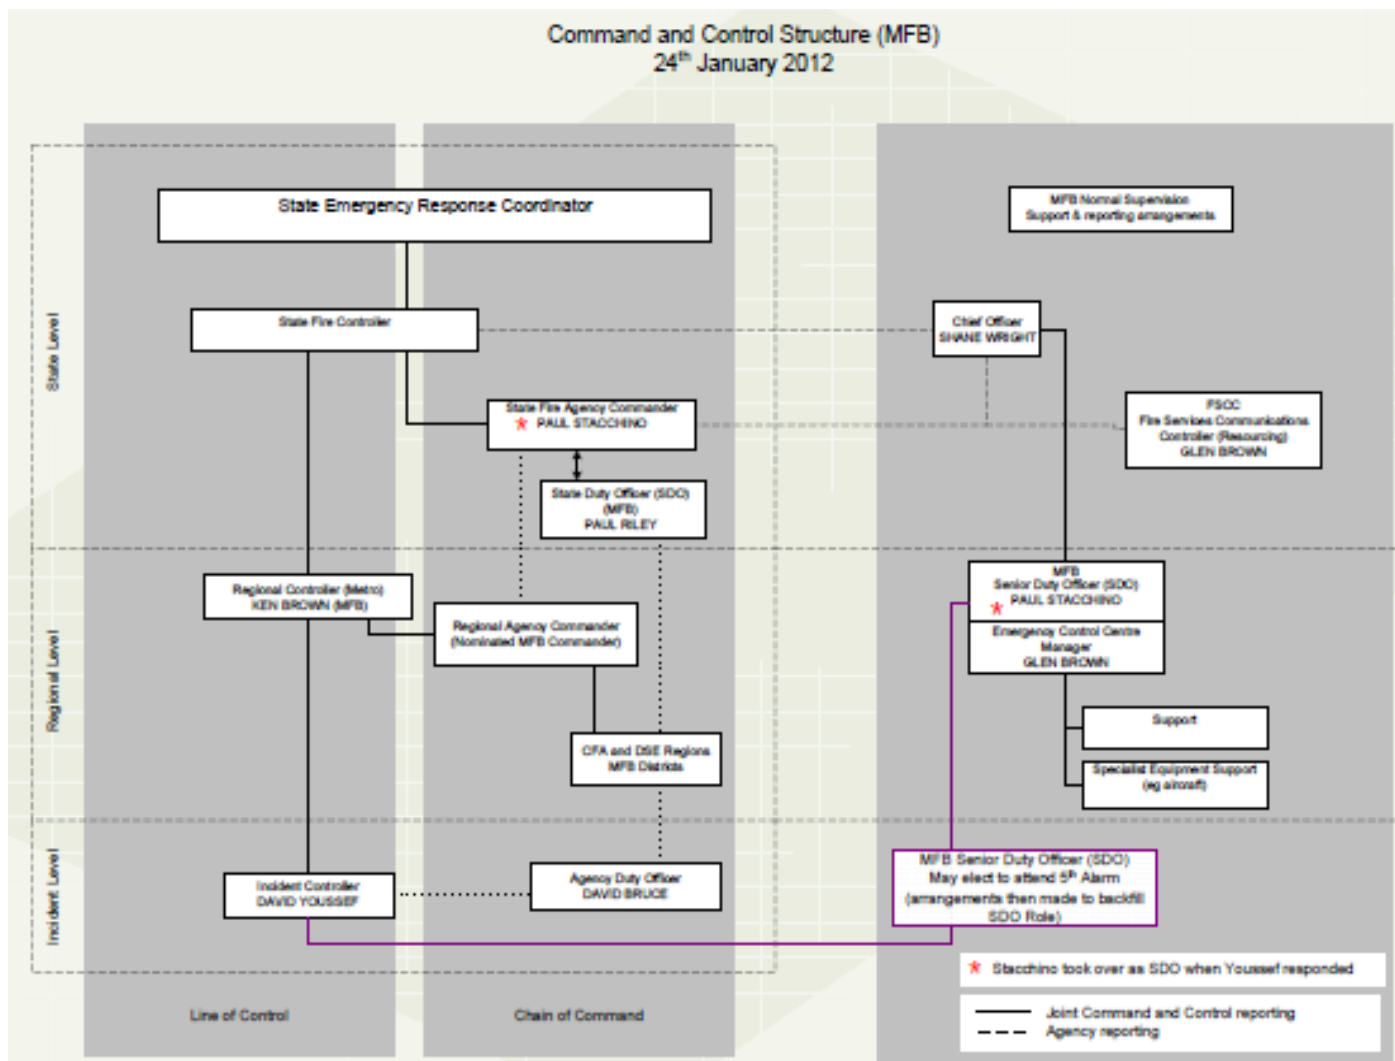 Command and Control Structure (MFB)
24th January 2012
State Emergency Response Coordinator
MFB Normal Supervision
Support & reporting arrangements
State Level
State Fire Controller
Chief Officer
SHANE WRIGHT
State Fire Agency Commander
* PAUL STACCHINO
FSCC
Fire Services Communications
Controller (Resourcing)
GLEN BROWN
State Duty Officer (SDO)
(MFB)
PAUL RILEY
Regional Level
Regional Controller (Metro)
KEN BROWN (MFB)
Regional Agency Commander
(Nominated MFB Commander)
MFB
Senior Duty Officer (SDO)
* PAUL STACCHINO
Emergency Control Centre
Manager
GLEN BROWN
CFA and DSE Regions
MFB Districts
Support
Specialist Equipment Support
(eg aircraft)
Incident Level
Incident Controller
DAVID YOUSSEF
Agency Duty Officer
DAVID BRUCE
MFB Senior Duty Officer (SDO)
May elect to attend 5th Alarm
(arrangements then made to backfill
SDO Role)
* Stacchino took over as SDO when Youssef responded
Line of Control
Chain of Command
Joint Command and Control reporting
Agency reporting